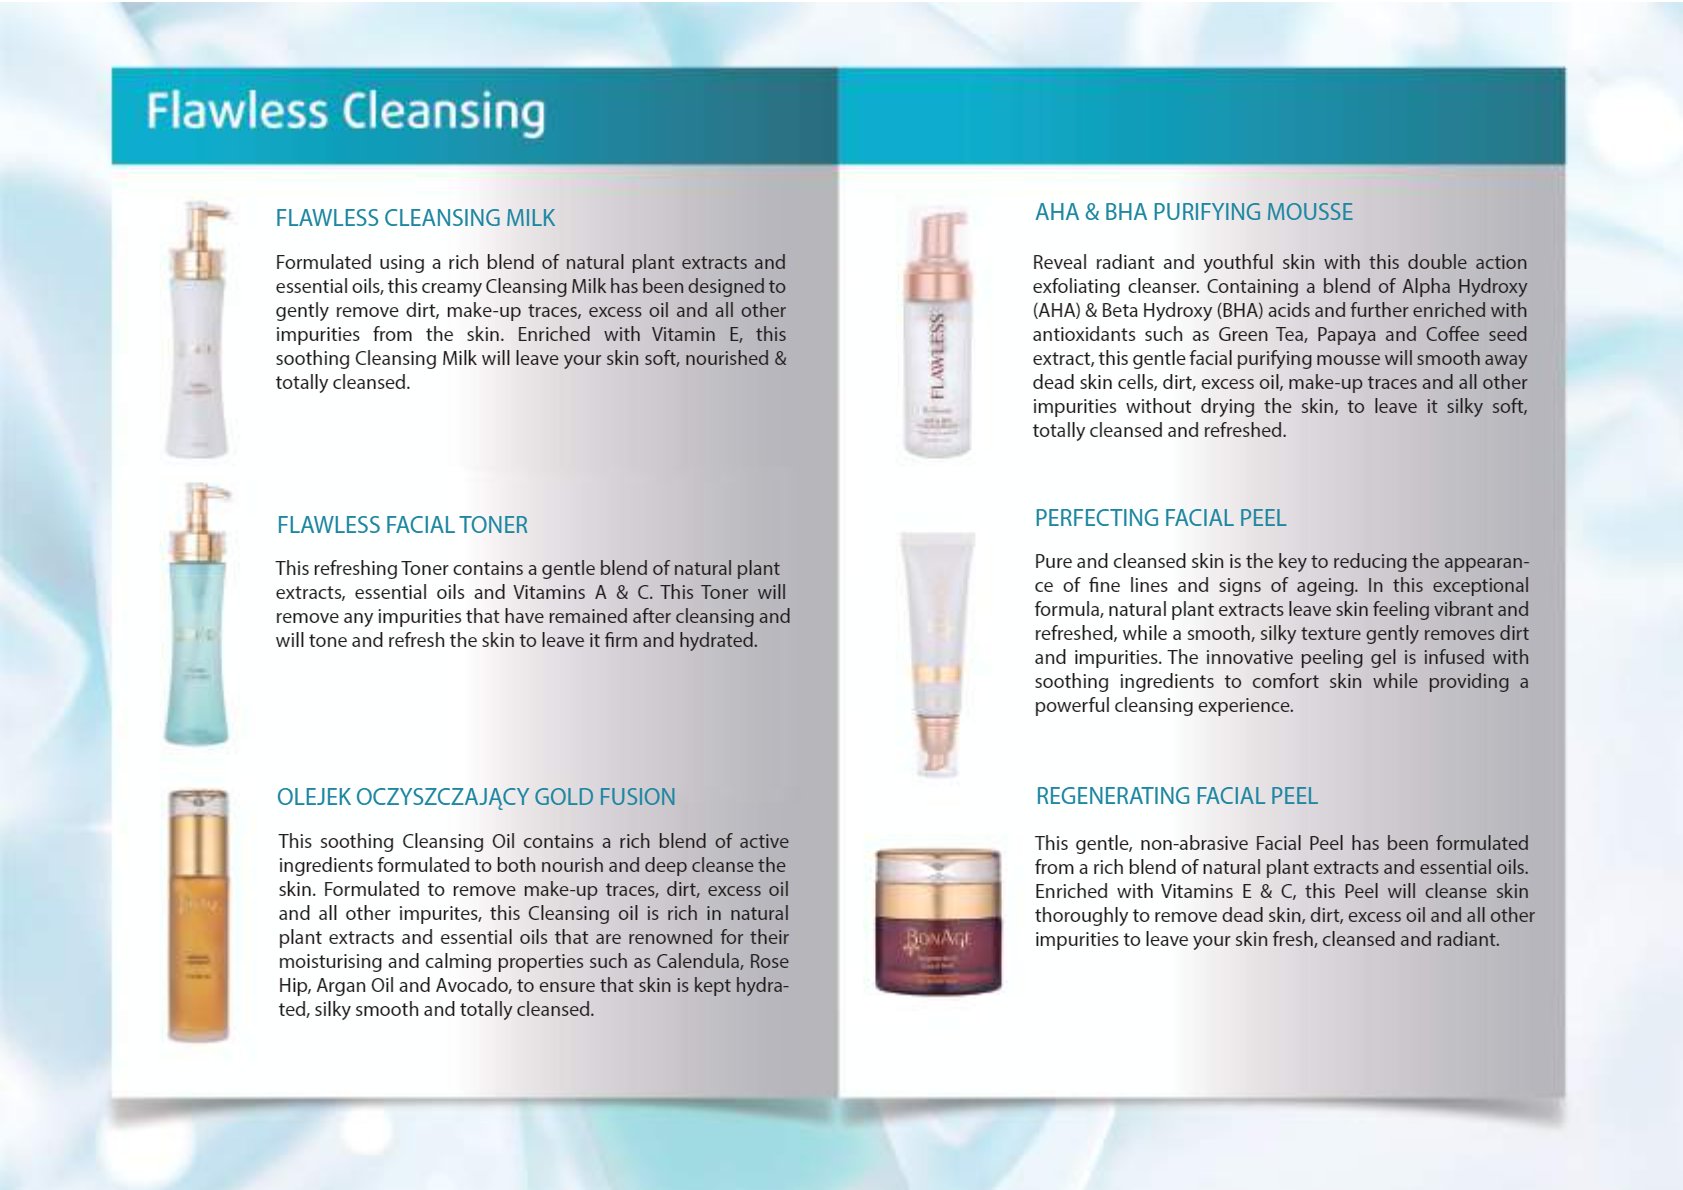 Flawless Cleansing
FLAWLESS CLEANSING MILK
Formulated using a rich blend of natural plant extracts and
essential oils, this creamy Cleansing Milk has been designed to
gently remove dirt, make-up traces, excess oil and all other
impurities from the skin. Enriched with Vitamin E, this
soothing Cleansing Milk will leave your skin soft, nourished &
totally cleansed.
FLAWLESS FACIAL TONER
This refreshing Toner contains a gentle blend of natural plant
extracts, essential oils and Vitamins A & C. This Toner will
remove any impurities that have remained after cleansing and
will tone and refresh the skin to leave it firm and hydrated.
OLEJEK OCZYSZCZAJĄCY GOLD FUSION
This soothing Cleansing Oil contains a rich blend of active
ingredients formulated to both nourish and deep cleanse the
skin. Formulated to remove make-up traces, dirt, excess oil
and all other impurites, this Cleansing oil is rich in natural
plant extracts and essential oils that are renowned for their
moisturising and calming properties such as Calendula, Rose
Hip, Argan Oil and Avocado, to ensure that skin is kept hydra-
ted, silky smooth and totally cleansed.
AHA & BHA PURIFYING MOUSSE
Reveal radiant and youthful skin with this double action
exfoliating cleanser. Containing a blend of Alpha Hydroxy
(AHA) & Beta Hydroxy (BHA) acids and further enriched with
antioxidants such as Green Tea, Papaya and Coffee seed
extract, this gentle facial purifying mousse will smooth away
dead skin cells, dirt, excess oil, make-up traces and all other
impurities without drying the skin, to leave it silky soft,
totally cleansed and refreshed.
FLAWLESS
PERFECTING FACIAL PEEL
Pure and cleansed skin is the key to reducing the appearan-
ce of fine lines and signs of ageing. In this exceptional
formula, natural plant extracts leave skin feeling vibrant and
refreshed, while a smooth, silky texture gently removes dirt
and impurities. The innovative peeling gel is infused with
soothing ingredients to comfort skin while providing a
powerful cleansing experience.
REGENERATING FACIAL PEEL
This gentle, non-abrasive Facial Peel has been formulated
from a rich blend of natural plant extracts and essential oils.
Enriched with Vitamins E & C, this Peel will cleanse skin
thoroughly to remove dead skin, dirt, excess oil and all other
impurities to leave your skin fresh, cleansed and radiant.
BONAGE